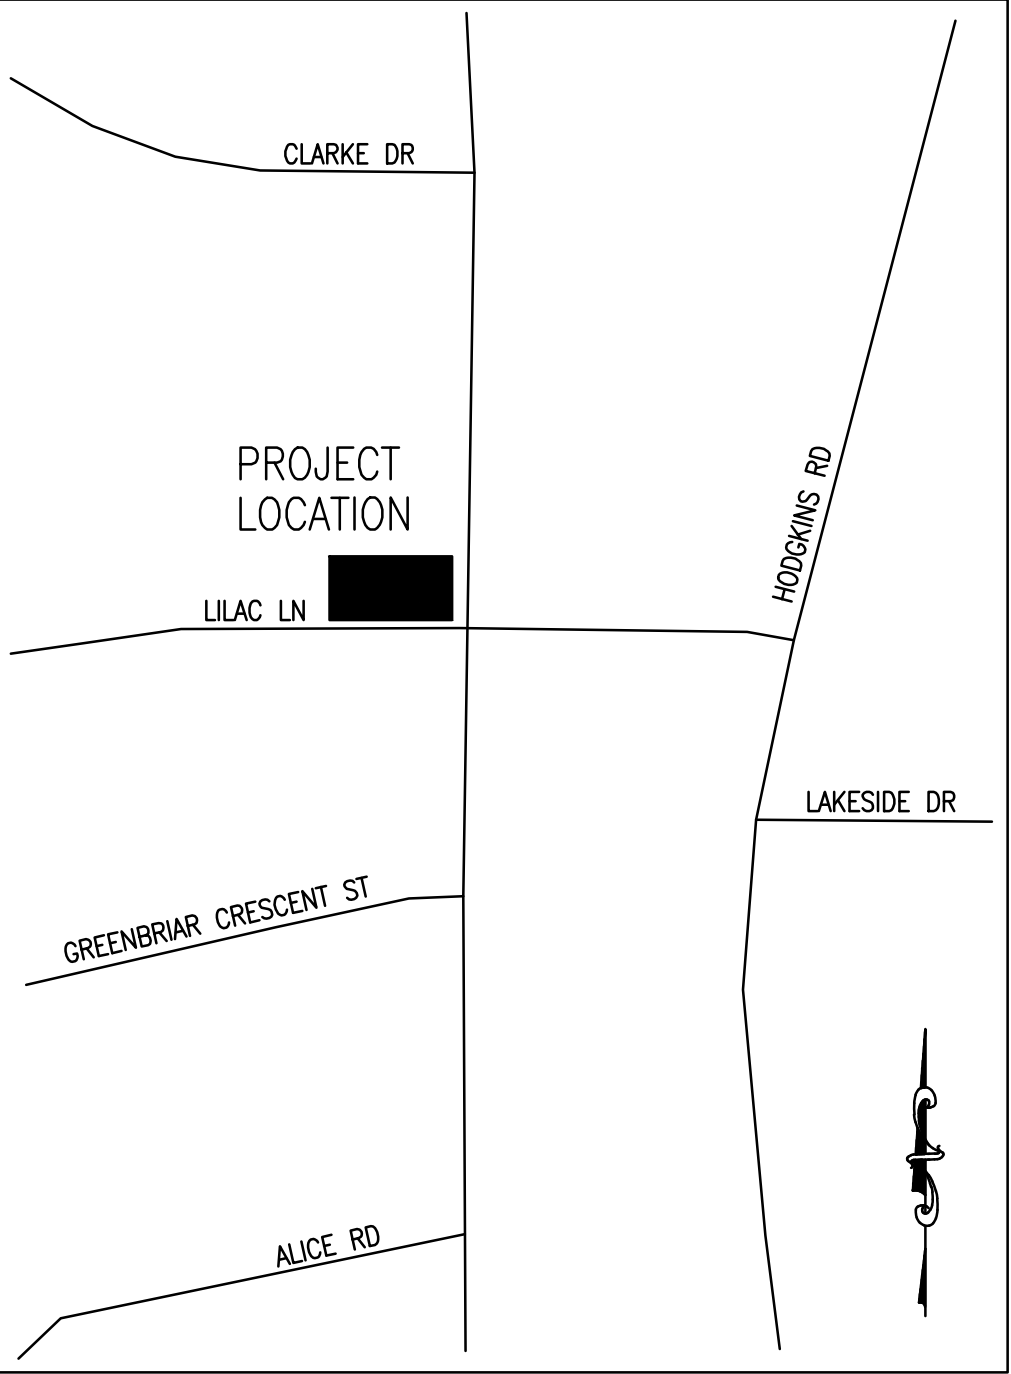 CLARKE DR
PROJECT
LOCATION
HODGKINS RD
LILAC LN
LAKESIDE DR
GREENBRIAR CRESCENT ST
ALICE RD